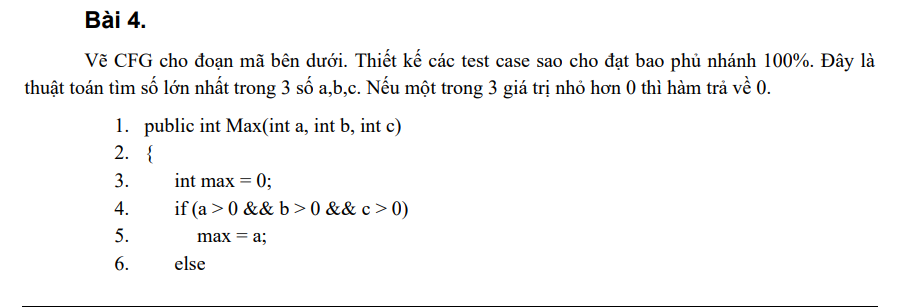 Bài 4.
Vẽ CFG cho đoạn mã bên dưới. Thiết kế các test case sao cho đạt bao phủ nhánh 100%. Đây là
thuật toán tìm số lớn nhất trong 3 số a,b,c. Nếu một trong 3 giá trị nhỏ hơn 0 thì hàm trả về 0.
1. public int Max(int a, int b, int c)
2. {
3. int max = 0;
4. if (a > 0 && b > 0 && c > 0)
5. max = a;
6. else